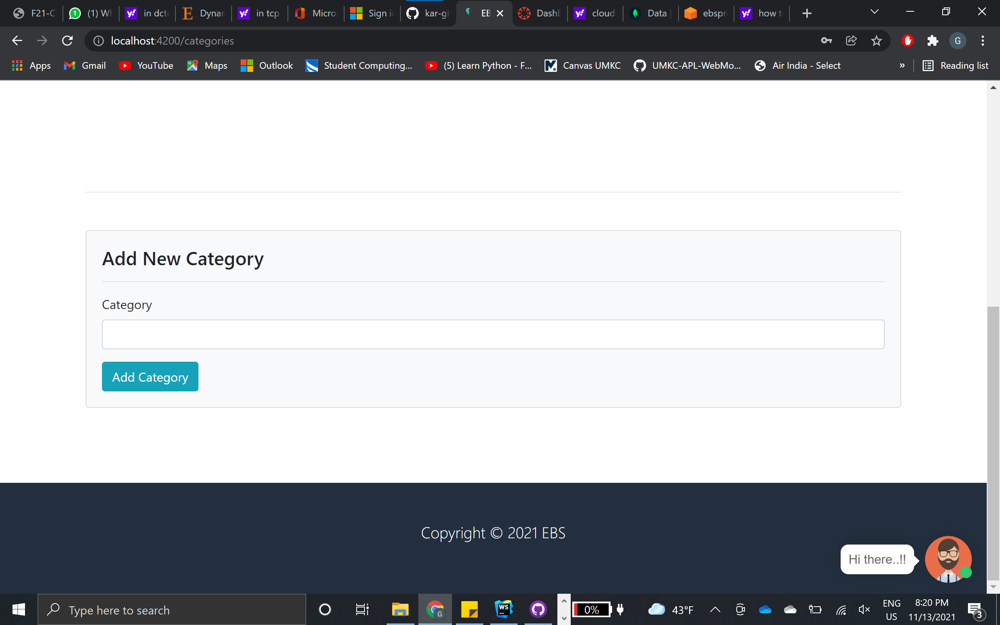 F21-C (1) Wh in dct Dynar in tcp Micro Sign i kar-gi EB Dashb cloud Data ebspr how t
localhost:4200/categories G
Apps Gmail YouTube Maps Outlook Student Computing... (5) Learn Python - F... Canvas UMKC UMKC-APL-WebMo... Air India - Select » Reading list
Add New Category
Category
Add Category
Copyright © 2021 EBS
Hi there..!!
Type here to search
WS
0%
43°F
ENG
US
8:20 PM
11/13/2021
3